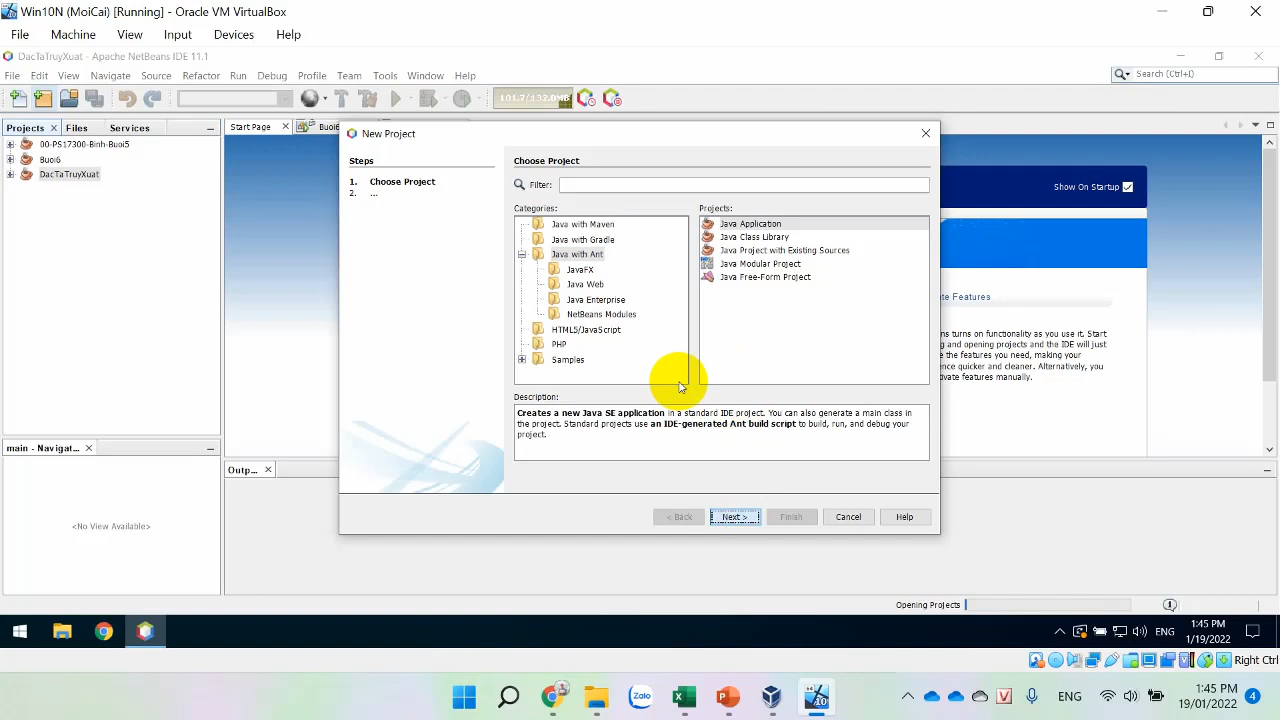 Win10N (MoiCai) [Running] - Oracle VM VirtualBox
File Machine View Input Devices Help
DacTaTruyXuat - Apache NetBeans IDE 11.1
File Edit View Navigate Source Refactor Run Debug Profile Team Tools Window Help
Search (Ctrl+I)
101.7/132.0MB
Projects Files Services
Start Page
00-PS17300-Binh-Buoi5
Buoi6
DacTaTruyXuat
Show On Startup
New Project
Steps
1. Choose Project
2. ...
Choose Project
Filter:
Categories:
Projects:
Java with Maven
Java with Gradle
Java with Ant
JavaFX
Java Web
Java Enterprise
NetBeans Modules
HTML5/JavaScript
PHP
Samples
Java Application
Java Class Library
Java Project with Existing Sources
Java Modular Project
Java Free-Form Project
Description:
Creates a new Java SE application in a standard IDE project. You can also generate a main class in
the project. Standard projects use an IDE-generated Ant build script to build, run, and debug your
project.
< Back Next > Finish Cancel Help
Features
turns on functionality as you use it. Start
and opening projects and the IDE will just
the features you need, making your
quicker and cleaner. Alternatively, you
features manually.
main - Navigat...
<No View Available>
Outp...
Opening Projects
ENG
1:45 PM
1/19/2022
Right Ctrl
Zalo
ENG
1:45 PM
19/01/2022
4